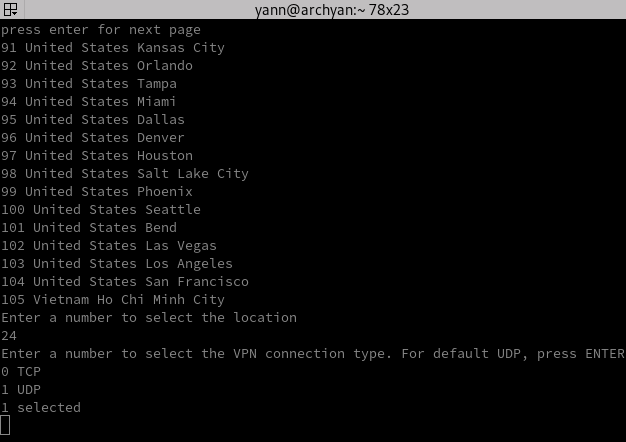 yann@archyan:~ 78x23
press enter for next page
91 United States Kansas City
92 United States Orlando
93 United States Tampa
94 United States Miami
95 United States Dallas
96 United States Denver
97 United States Houston
98 United States Salt Lake City
99 United States Phoenix
100 United States Seattle
101 United States Bend
102 United States Las Vegas
103 United States Los Angeles
104 United States San Francisco
105 Vietnam Ho Chi Minh City
Enter a number to select the location
24
Enter a number to select the VPN connection type. For default UDP, press ENTER
0 TCP
1 UDP
1 selected